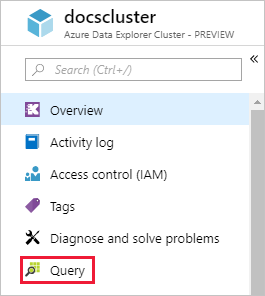 docscluster
Azure Data Explorer Cluster - PREVIEW
Search (Ctrl+/)
Overview
Activity log
Access control (IAM)
Tags
Diagnose and solve problems
Query